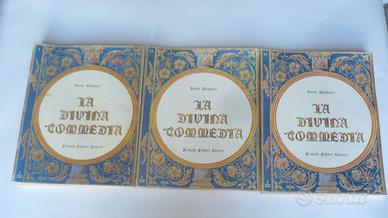 Dante Alighieri
LA
DIVINA
COMMEDIA
Fratelli Fabbri Editori
Dante Alighieri
LA
DIVINA
COMMEDIA
Fratelli Fabbri Editori
Dante Alighieri
LA
DIVINA
COMMEDIA
Fratelli Fabbri Editori
subito